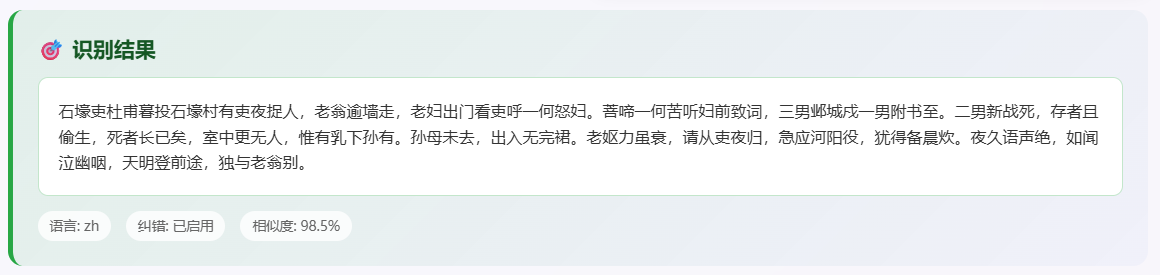 识别结果
石壕吏杜甫暮投石壕村有吏夜捉人，老翁逾墙走，老妇出门看吏呼一何怒妇。菩啼一何苦听妇前致词，三男邺城戍一男附书至。二男新战死，存者且
偷生，死者长已矣，室中更无人，惟有乳下孙有。孙母未去，出入无完裙。老妪力虽衰，请从吏夜归，急应河阳役，犹得备晨炊。夜久语声绝，如闻
泣幽咽，天明登前途，独与老翁别。
语言: zh 纠错: 已启用 相似度: 98.5%